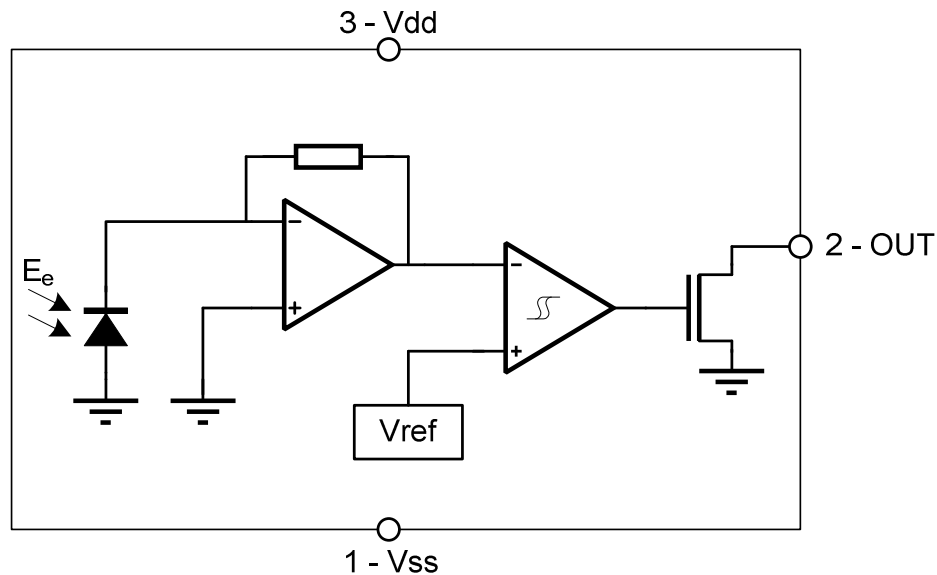 3 - Vdd
−
+
Ee
−
+
2 - OUT
Vref
1 - Vss